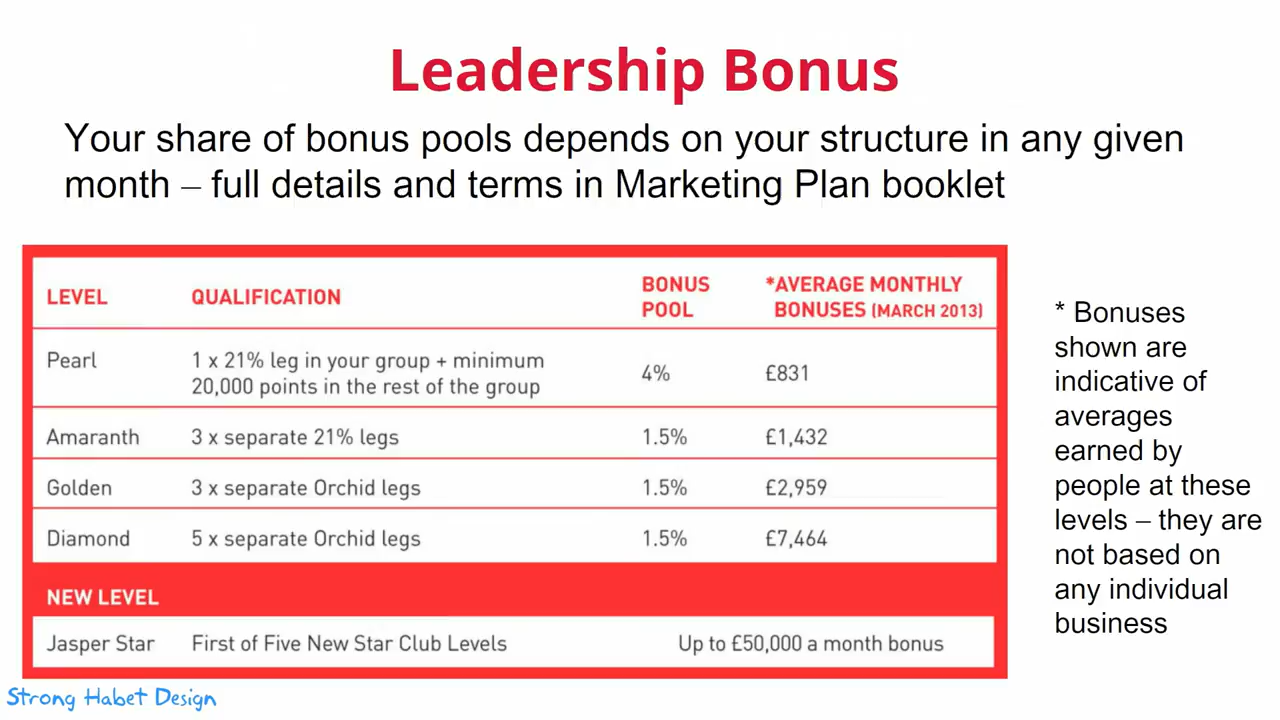 Leadership Bonus
Your share of bonus pools depends on your structure in any given
month – full details and terms in Marketing Plan booklet
LEVEL QUALIFICATION BONUS POOL *AVERAGE MONTHLY BONUSES (MARCH 2013)
Pearl 1 x 21% leg in your group + minimum
20,000 points in the rest of the group 4% £831
Amaranth 3 x separate 21% legs 1.5% £1,432
Golden 3 x separate Orchid legs 1.5% £2,959
Diamond 5 x separate Orchid legs 1.5% £7,464
NEW LEVEL
Jasper Star First of Five New Star Club Levels Up to £50,000 a month bonus
* Bonuses
shown are
indicative of
averages
earned by
people at these
levels – they are
not based on
any individual
business
Strong Habet Design